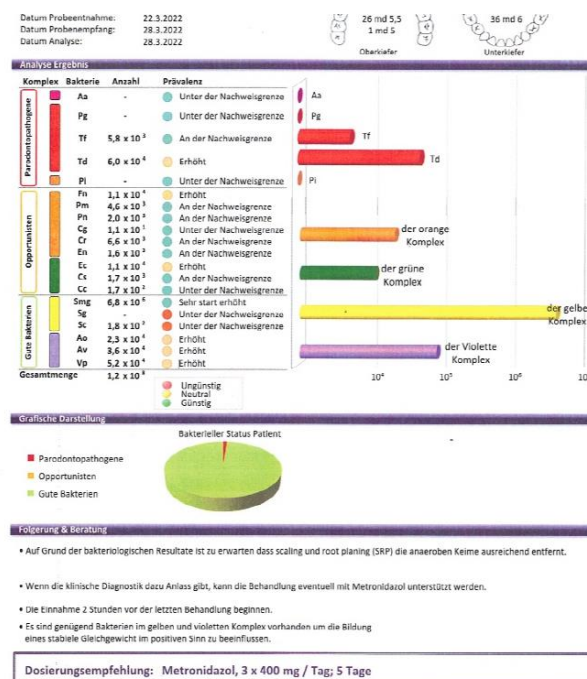 Datum Probeentnahme: 22.3.2022
Datum Probenempfang: 28.3.2022
Datum Analyse: 28.3.2022
26 md 5,5
1 md 5
36 md 6
Oberkiefer
Unterkiefer
Analyse Ergebnis
Komplex Bakterie Anzahl Prävalenz
Parodontapathogene
Aa - Unter der Nachweisgrenze
Pg - Unter der Nachweisgrenze
Tf 5,8 x 10³ An der Nachweisgrenze
Td 6,0 x 10⁴ Erhöht
Pi - Unter der Nachweisgrenze
Opportunisten
Fn 1,1 x 10⁴ Erhöht
Pm 4,6 x 10³ An der Nachweisgrenze
Pn 2,0 x 10³ An der Nachweisgrenze
Cg 1,1 x 10¹ Unter der Nachweisgrenze
Cr 6,6 x 10³ An der Nachweisgrenze
En 1,6 x 10³ An der Nachweisgrenze
Ec 1,1 x 10⁴ Erhöht
Cs 1,7 x 10³ An der Nachweisgrenze
Cc 1,7 x 10² Unter der Nachweisgrenze
Gute Bakterien
Smg 6,8 x 10⁶ Sehr start erhöht
Sg - Unter der Nachweisgrenze
Sc 1,8 x 10² Unter der Nachweisgrenze
Ao 2,3 x 10⁴ Erhöht
Av 3,6 x 10⁴ Erhöht
Vp 5,2 x 10⁴ Erhöht
Gesamtmenge 1,2 x 10⁸
Ungünstig
Neutral
Günstig
Aa
Pg
Tf
Td
Pi
der orange
Komplex
der grüne
Komplex
der gelbe
Komplex
der Violette
Komplex
10⁴ 10⁵ 10⁶
Grafische Darstellung
Bakterieller Status Patient
Parodontapathogene
Opportunisten
Gute Bakterien
Folgerung & Beratung
• Auf Grund der bakteriologischen Resultate ist zu erwarten dass scaling und root planing (SRP) die anaeroben Keime ausreichend entfernt.
• Wenn die klinische Diagnostik dazu Anlass gibt, kann die Behandlung eventuell mit Metronidazol unterstützt werden.
• Die Einnahme 2 Stunden vor der letzten Behandlung beginnen.
• Es sind genügend Bakterien im gelben und violetten Komplex vorhanden um die Bildung
eines stabiele Gleichgewicht im positiven Sinn zu beeinflussen.
Dosierungsempfehlung: Metronidazol, 3 x 400 mg / Tag; 5 Tage